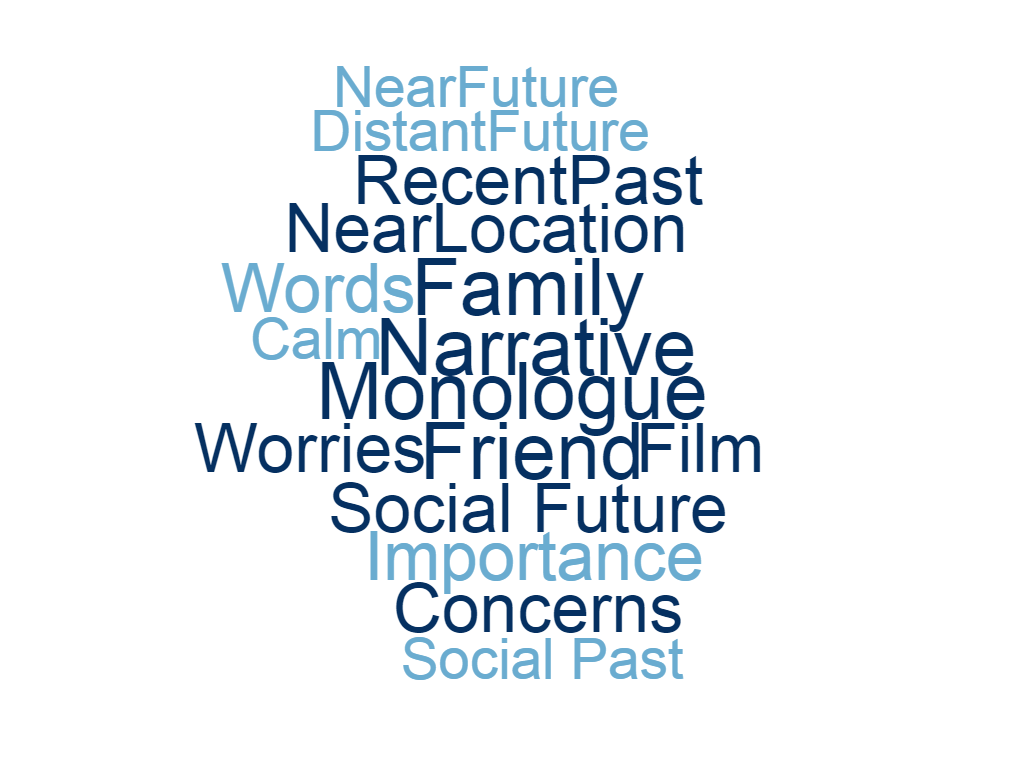 NearFuture
DistantFuture
RecentPast
NearLocation
Words Family
Calm Narrative
Monologue
Worries Friend Film
Social Future
Importance
Concerns
Social Past